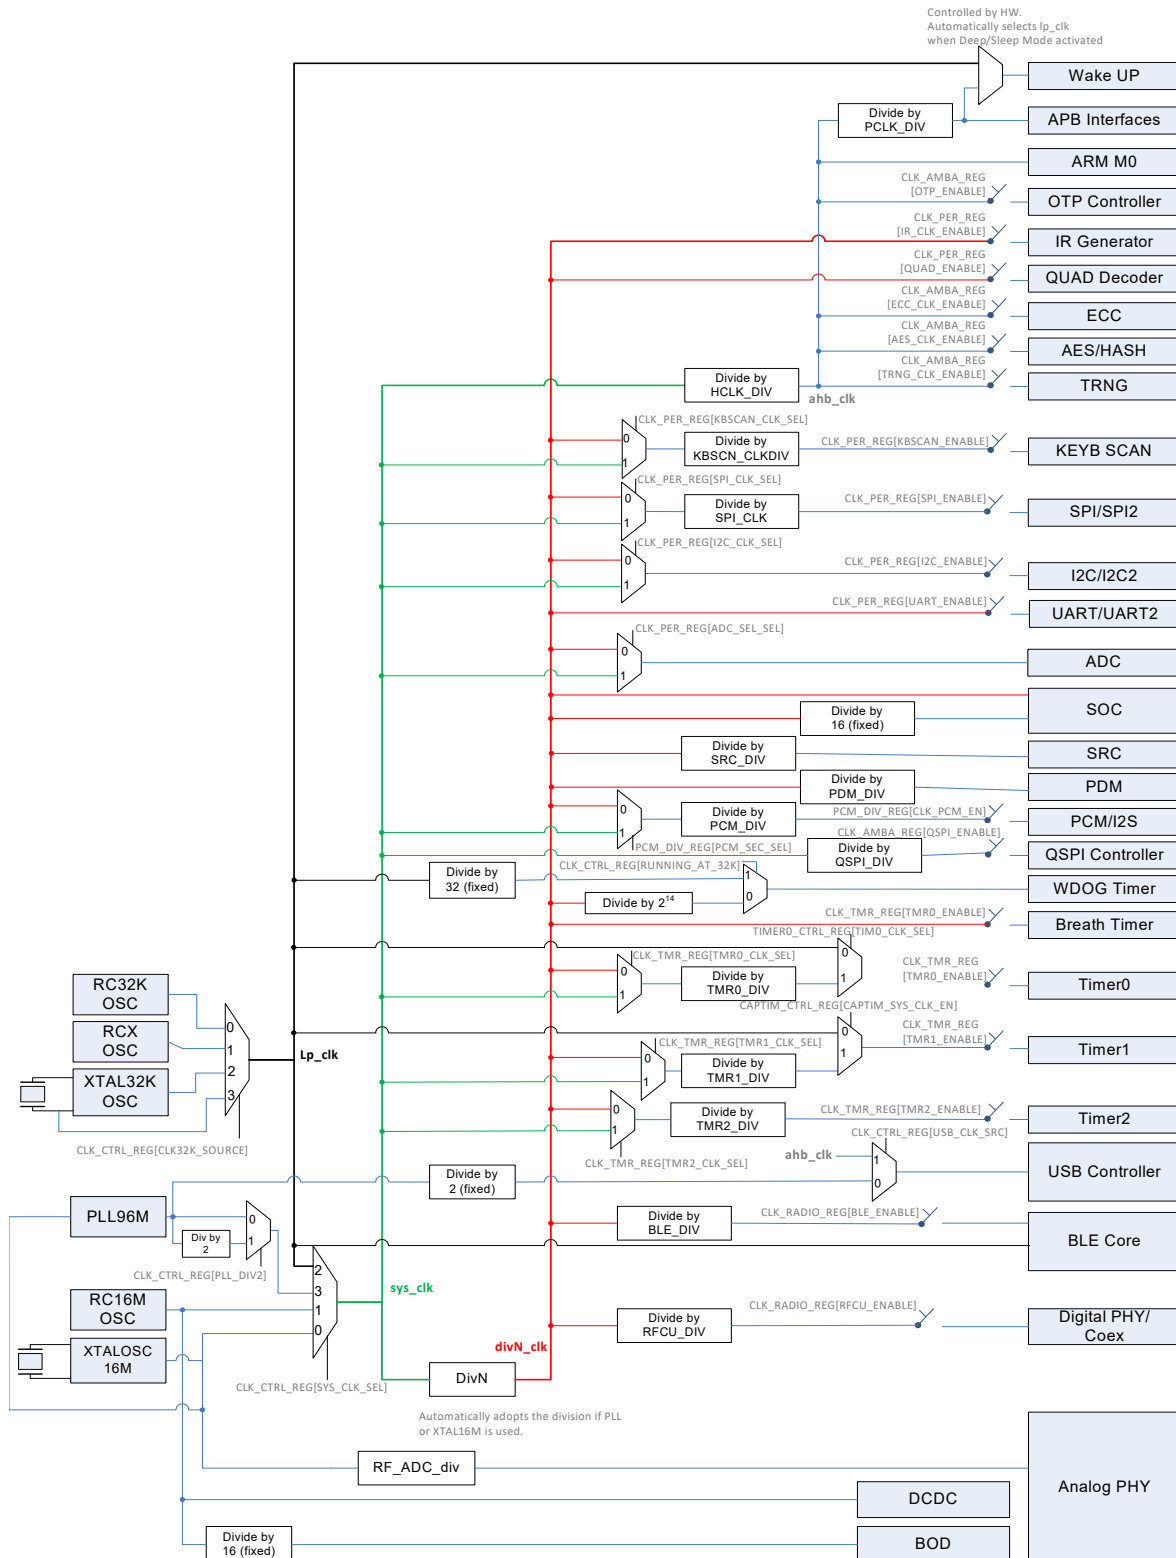 Controlled by HW.
Automatically selects lp_clk
when Deep/Sleep Mode activated
Wake UP
Divide by
PCLK_DIV
APB Interfaces
ARM M0
CLK_AMBA_REG
[OTP_ENABLE]
OTP Controller
CLK_PER_REG
[IR_CLK_ENABLE]
IR Generator
CLK_PER_REG
[QUAD_ENABLE]
QUAD Decoder
CLK_AMBA_REG
[ECC_CLK_ENABLE]
ECC
CLK_AMBA_REG
[AES_CLK_ENABLE]
AES/HASH
CLK_AMBA_REG
[TRNG_CLK_ENABLE]
TRNG
Divide by
HCLK_DIV
ahb_clk
CLK_PER_REG[KBSCAN_CLK_SEL]
0
1
Divide by
KBSCN_CLKDIV
CLK_PER_REG[KBSCAN_ENABLE]
KEYB SCAN
CLK_PER_REG[SPI_CLK_SEL]
0
1
Divide by
SPI_CLK
CLK_PER_REG[SPI_ENABLE]
SPI/SPI2
CLK_PER_REG[I2C_CLK_SEL]
0
1
CLK_PER_REG[I2C_ENABLE]
I2C/I2C2
CLK_PER_REG[UART_ENABLE]
UART/UART2
CLK_PER_REG[ADC_SEL_SEL]
0
1
ADC
SOC
Divide by
16 (fixed)
Divide by
SRC_DIV
SRC
Divide by
PDM_DIV
PDM
0
1
Divide by
PCM_DIV
PCM_DIV_REG[CLK_PCM_EN]
PCM/I2S
PCM_DIV_REG[PCM_SEC_SEL]
CLK_AMBA_REG[QSPI_ENABLE]
Divide by
QSPI_DIV
QSPI Controller
CLK_CTRL_REG[RUNNING_AT_32K]
Divide by
32 (fixed)
1
0
Divide by 2^14
WDOG Timer
CLK_TMR_REG[TMR0_ENABLE]
Breath Timer
TIMER0_CTRL_REG[TIM0_CLK_SEL]
0
1
CLK_TMR_REG[TMR0_CLK_SEL]
0
1
Divide by
TMR0_DIV
CLK_TMR_REG
[TMR0_ENABLE]
Timer0
CAPTIM_CTRL_REG[CAPTIM_SYS_CLK_EN]
0
1
CLK_TMR_REG
[TMR1_ENABLE]
Timer1
CLK_TMR_REG[TMR1_CLK_SEL]
0
1
Divide by
TMR1_DIV
RC32K
OSC
RCX
OSC
XTAL32K
OSC
0
1
2
3
Lp_clk
CLK_CTRL_REG[CLK32K_SOURCE]
0
1
Divide by
TMR2_DIV
CLK_TMR_REG[TMR2_ENABLE]
Timer2
CLK_TMR_REG[TMR2_CLK_SEL]
CLK_CTRL_REG[USB_CLK_SRC]
ahb_clk
1
0
USB Controller
Divide by
2 (fixed)
PLL96M
Div by
2
0
1
CLK_CTRL_REG[PLL_DIV2]
Divide by
BLE_DIV
CLK_RADIO_REG[BLE_ENABLE]
BLE Core
RC16M
OSC
XTALOSC
16M
2
3
1
0
sys_clk
CLK_CTRL_REG[SYS_CLK_SEL]
Divide by
RFCU_DIV
CLK_RADIO_REG[RFCU_ENABLE]
Digital PHY/
Coex
divN_clk
DivN
Automatically adopts the division if PLL
or XTAL16M is used.
RF_ADC_div
Analog PHY
DCDC
Divide by
16 (fixed)
BOD